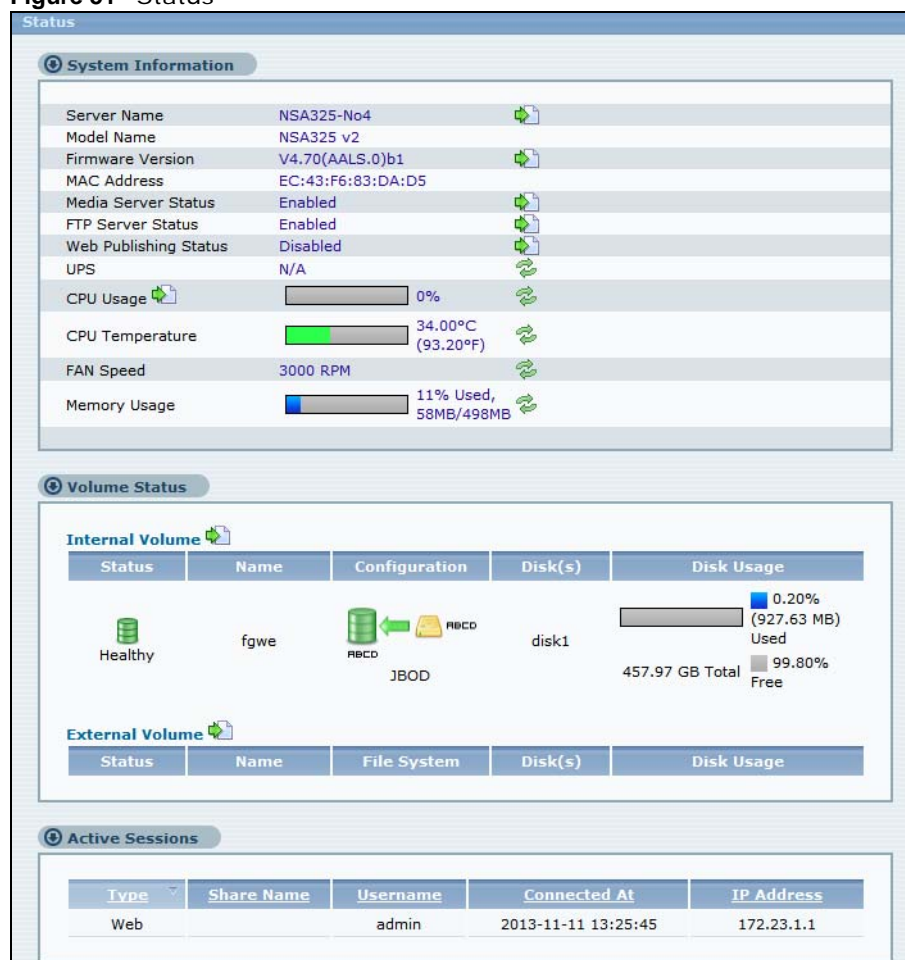 Status
System Information
Server Name NSA325-No4
Model Name NSA325 v2
Firmware Version V4.70(AALS.0)b1
MAC Address EC:43:F6:83:DA:D5
Media Server Status Enabled
FTP Server Status Enabled
Web Publishing Status Disabled
UPS N/A
CPU Usage 0%
CPU Temperature 34.00°C
(93.20°F)
FAN Speed 3000 RPM
Memory Usage 11% Used,
58MB/498MB
Volume Status
Internal Volume
Status Name Configuration Disk(s) Disk Usage
Healthy fgwe ABCD ABCD JBOD disk1 0.20%
(927.63 MB)
Used
457.97 GB Total 99.80%
Free
External Volume
Status Name File System Disk(s) Disk Usage
Active Sessions
Type Share Name Username Connected At IP Address
Web admin 2013-11-11 13:25:45 172.23.1.1